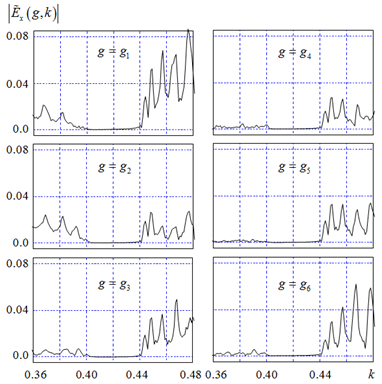 |Ẽₓ(g,k)|
0.08
0.04
0.0
g = g₁
g = g₄
0.08
0.04
0.0
g = g₂
g = g₅
0.08
0.04
0.0
g = g₃
g = g₆
0.36 0.40 0.44 0.48 0.36 0.40 0.44 k